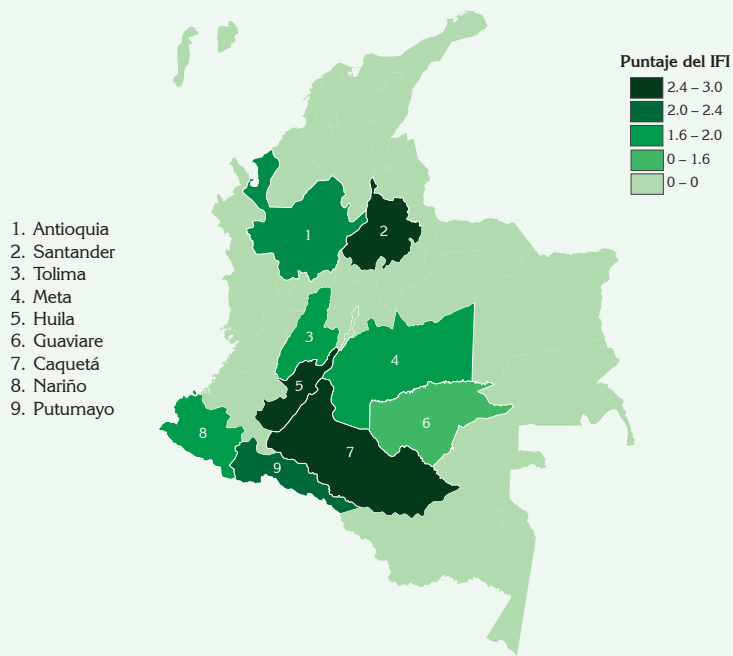 Puntaje del IFI
2.4 – 3.0
2.0 – 2.4
1.6 – 2.0
0 – 1.6
0 – 0
1. Antioquia
2. Santander
3. Tolima
4. Meta
5. Huila
6. Guaviare
7. Caquetá
8. Nariño
9. Putumayo
1
2
3
4
5
6
7
8
9